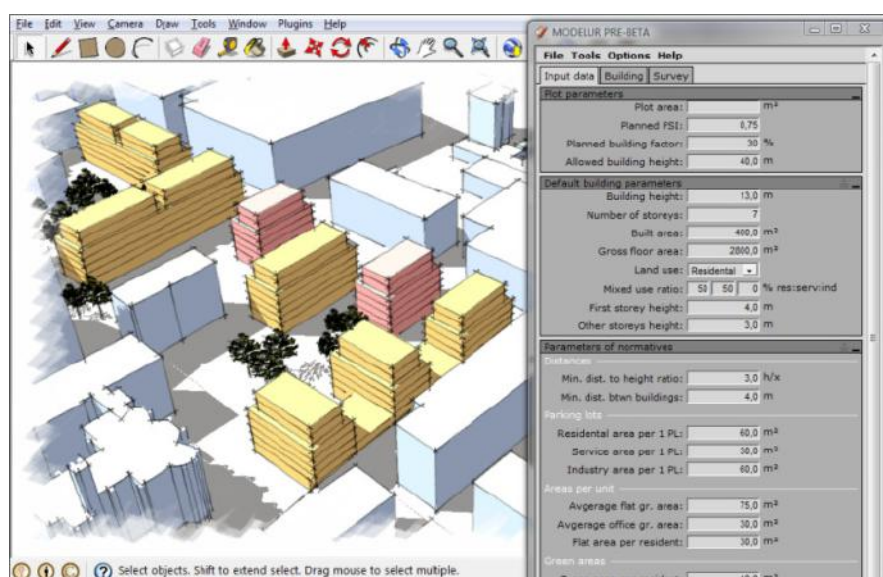 File Edit View Camera Draw Tools Window Plugins Help
MODELUR PRE-BETA
File Tools Options Help
Input data Building Survey
Plot parameters
Plot area: m²
Planned FSI: 0,75
Planned building factor: 30 %
Allowed building height: 40,0 m
Default building parameters
Building height: 13,0 m
Number of storeys: 7
Built area: 400,0 m²
Gross floor area: 2800,0 m²
Land use: Residental
Mixed use ratio: 50 50 0 % res:serv:ind
First storey height: 4,0 m
Other storeys height: 3,0 m
Parameters of normatives
Distances
Min. dist. to height ratio: 3,0 h/x
Min. dist. btwn buildings: 4,0 m
Parking lots
Residental area per 1 PL: 60,0 m²
Service area per 1 PL: 30,0 m²
Industry area per 1 PL: 60,0 m²
Areas per unit
Avgerage flat gr. area: 75,0 m²
Avgerage office gr. area: 30,0 m²
Flat area per resident: 30,0 m²
Green areas
Select objects. Shift to extend select. Drag mouse to select multiple.